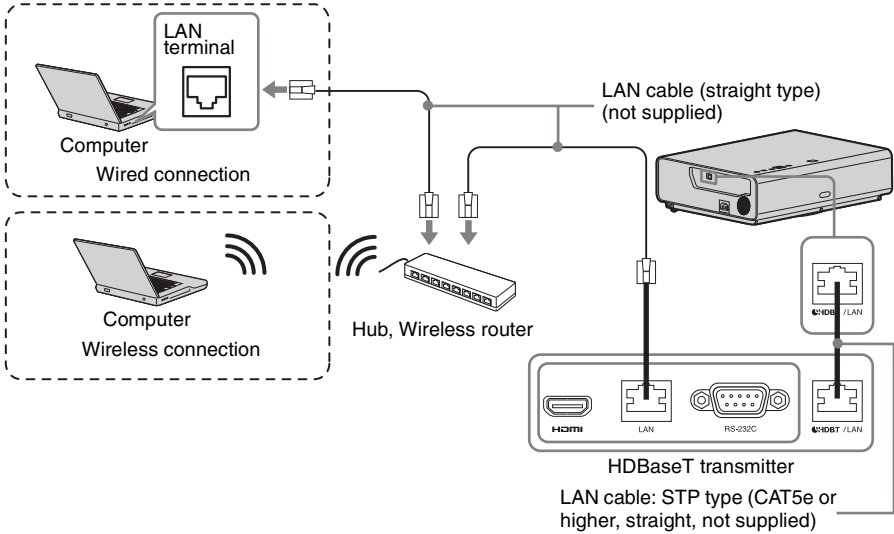 LAN
terminal
Computer
Wired connection
LAN cable (straight type)
(not supplied)
Computer
Wireless connection
Hub, Wireless router
HDBT / LAN
HDMI
LAN
RS-232C
HDBT / LAN
HDBaseT transmitter
LAN cable: STP type (CAT5e or
higher, straight, not supplied)